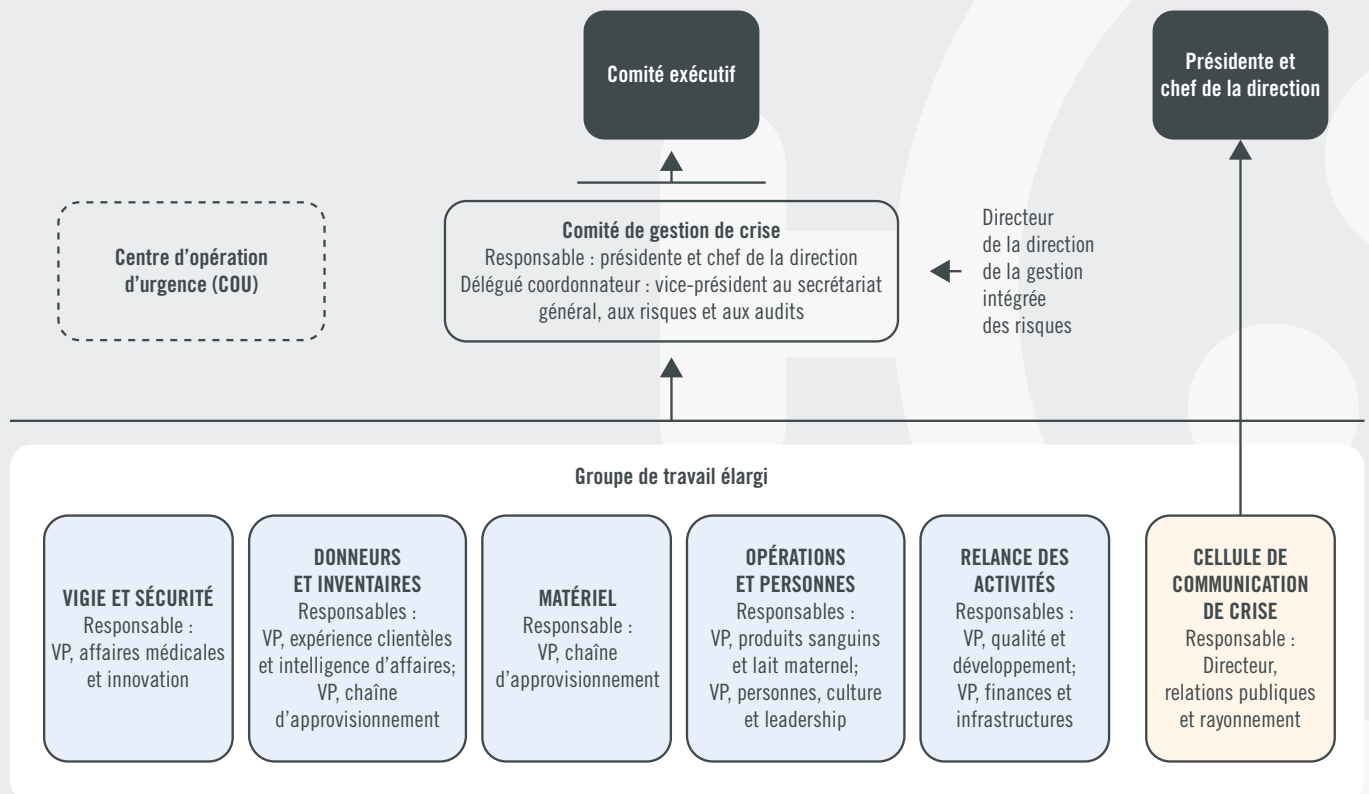 Comité exécutif
Présidente et
chef de la direction
Centre d’opération
d’urgence (COU)
Comité de gestion de crise
Responsable : présidente et chef de la direction
Délégué coordonnateur : vice-président au secrétariat
général, aux risques et aux audits
Directeur
de la direction
de la gestion
intégrée
des risques
Groupe de travail élargi
VIGIE ET SÉCURITÉ
Responsable :
VP, affaires médicales
et innovation
DONNEURS
ET INVENTAIRES
Responsables :
VP, expérience clientèles
et intelligence d’affaires;
VP, chaîne
d’approvisionnement
MATÉRIEL
Responsable :
VP, chaîne
d’approvisionnement
OPÉRATIONS
ET PERSONNES
Responsables :
VP, produits sanguins
et lait maternel;
VP, personnes, culture
et leadership
RELANCE DES
ACTIVITÉS
Responsables :
VP, qualité et
développement;
VP, finances et
infrastructures
CELLULE DE
COMMUNICATION
DE CRISE
Responsable :
Directeur,
relations publiques
et rayonnement